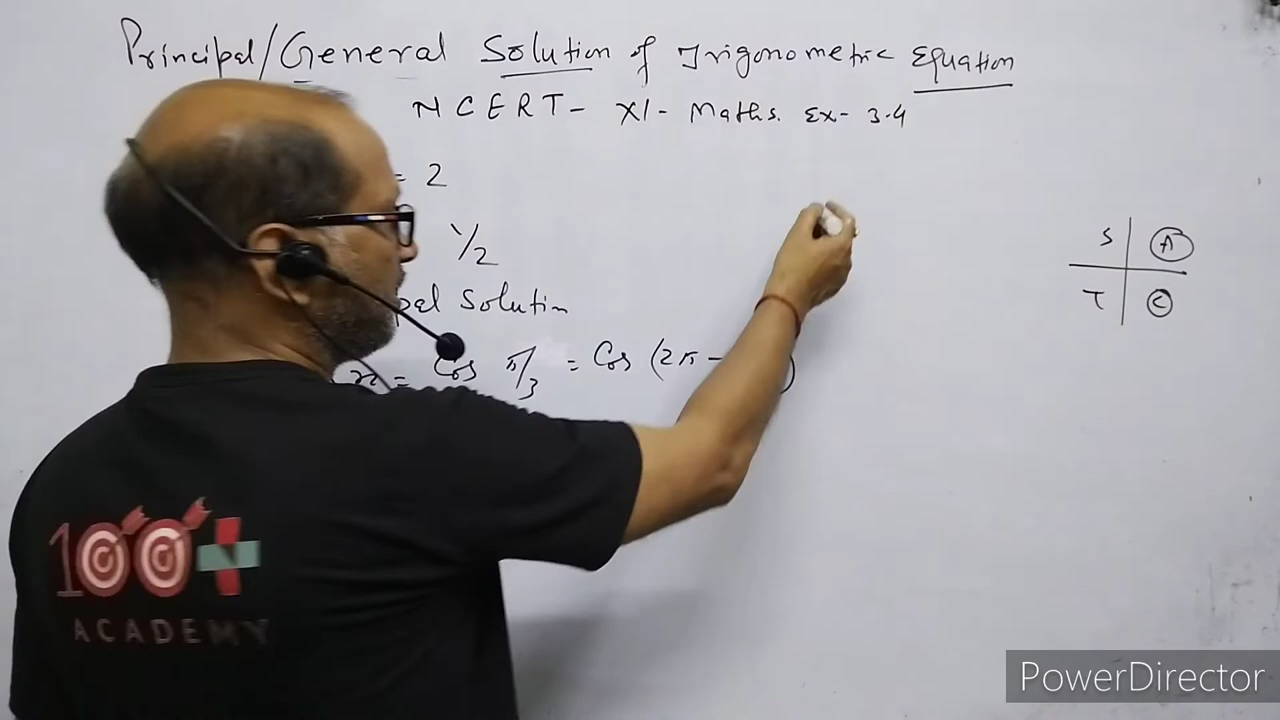 Principal/General Solution of Trigonometric Equation
NCERT- XI- Maths. Ex- 3.4
= 2
1/2
pal Solution
x = Cos π/3 = Cos (2π - )
S A
T C
100+
ACADEMY
PowerDirector